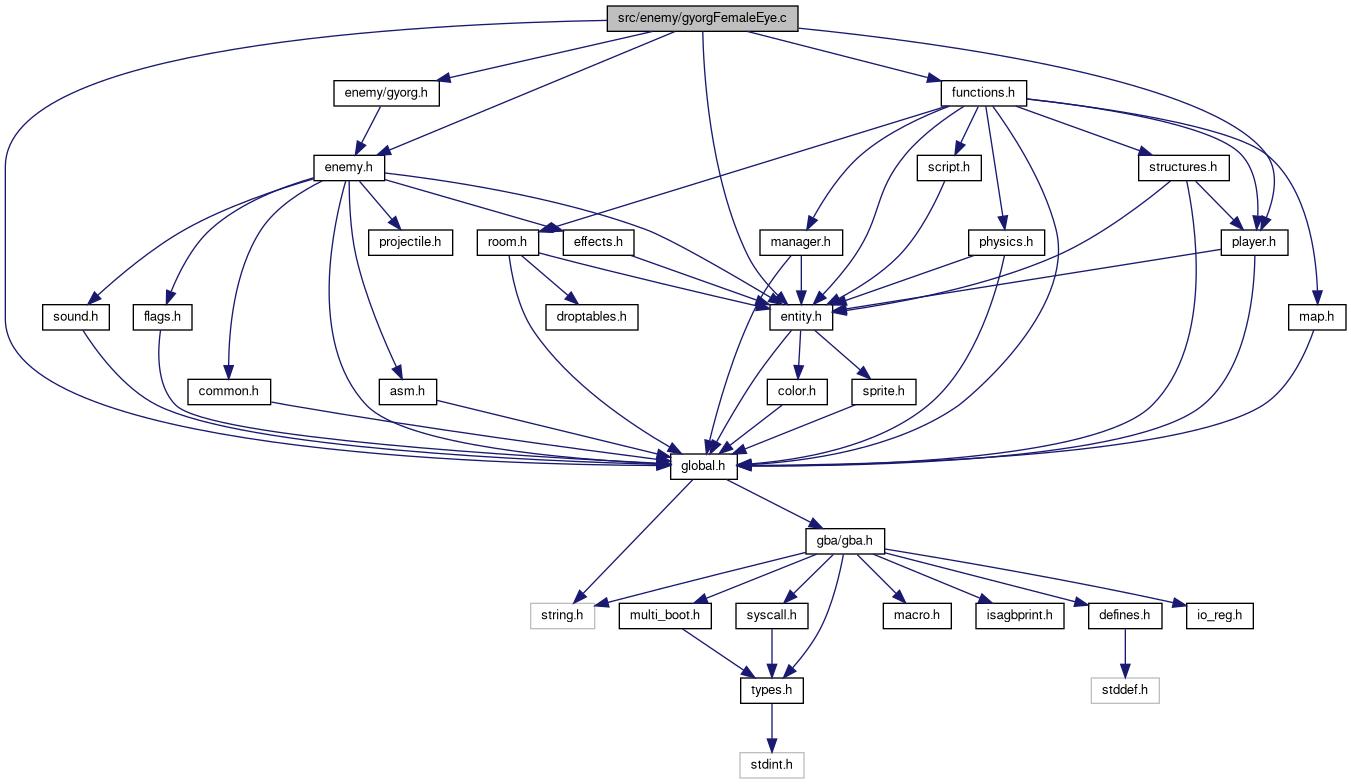 src/enemy/gyorgFemaleEye.c
enemy/gyorg.h
functions.h
enemy.h
script.h
structures.h
projectile.h
room.h
effects.h
manager.h
physics.h
player.h
sound.h
flags.h
droptables.h
entity.h
map.h
common.h
asm.h
color.h
sprite.h
global.h
gba/gba.h
string.h
multi_boot.h
syscall.h
macro.h
isagbprint.h
defines.h
io_reg.h
types.h
stddef.h
stdint.h